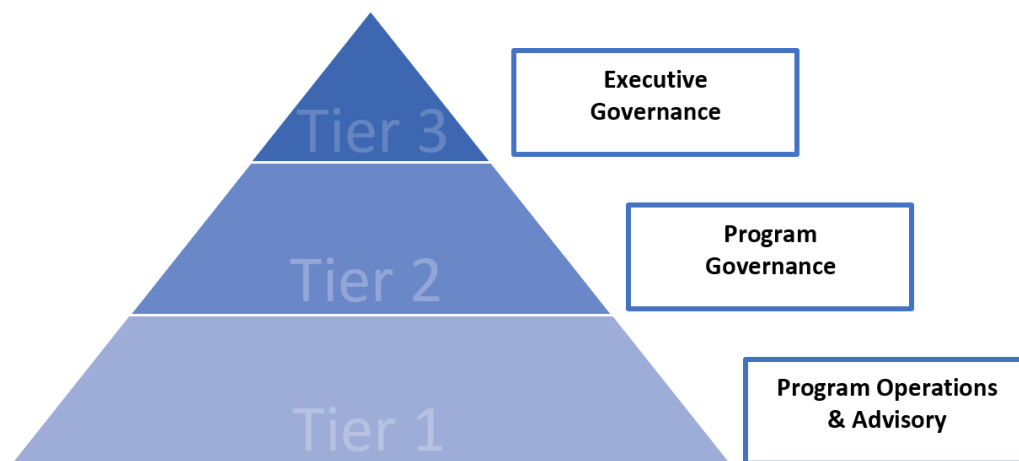 Executive
Governance
Tier 3
Program
Governance
Tier 2
Program Operations
& Advisory
Tier 1